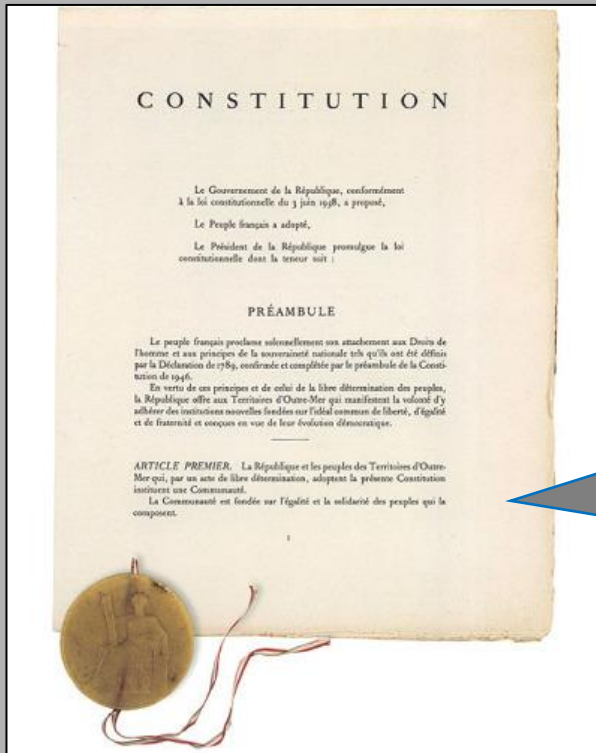 CONSTITUTION
Le Gouvernement de la République, conformément
à la loi constitutionnelle du 3 juin 1958, a proposé,
Le Peuple français a adopté,
Le Président de la République promulgue la loi
constitutionnelle dont la teneur suit :
PRÉAMBULE
Le peuple français proclame solennellement son attachement aux Droits de
l'homme et aux principes de la souveraineté nationale tels qu'ils ont été définis
par la Déclaration de 1789, confirmée et complétée par le préambule de la Consti-
tution de 1946.
En vertu de ces principes et de celui de la libre détermination des peuples,
la République offre aux Territoires d'Outre-Mer qui manifestent la volonté d'y
adhérer des institutions nouvelles fondées sur l'idéal commun de liberté, d'égalité
et de fraternité et conçues en vue de leur évolution démocratique.
ARTICLE PREMIER. La République et les peuples des Territoires d'Outre-
Mer qui, par un acte de libre détermination, adoptent la présente Constitution
instituent une Communauté.
La Communauté est fondée sur l'égalité et la solidarité des peuples qui la
composent.
1